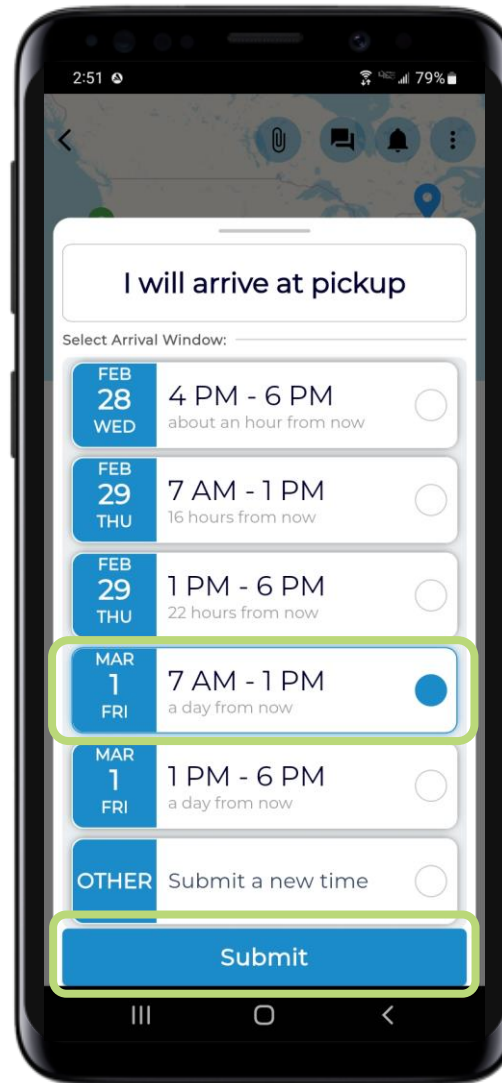 2:51 79%
I will arrive at pickup
Select Arrival Window:
FEB
28
WED
4 PM - 6 PM
about an hour from now
FEB
29
THU
7 AM - 1 PM
16 hours from now
FEB
29
THU
1 PM - 6 PM
22 hours from now
MAR
1
FRI
7 AM - 1 PM
a day from now
MAR
1
FRI
1 PM - 6 PM
a day from now
OTHER
Submit a new time
Submit